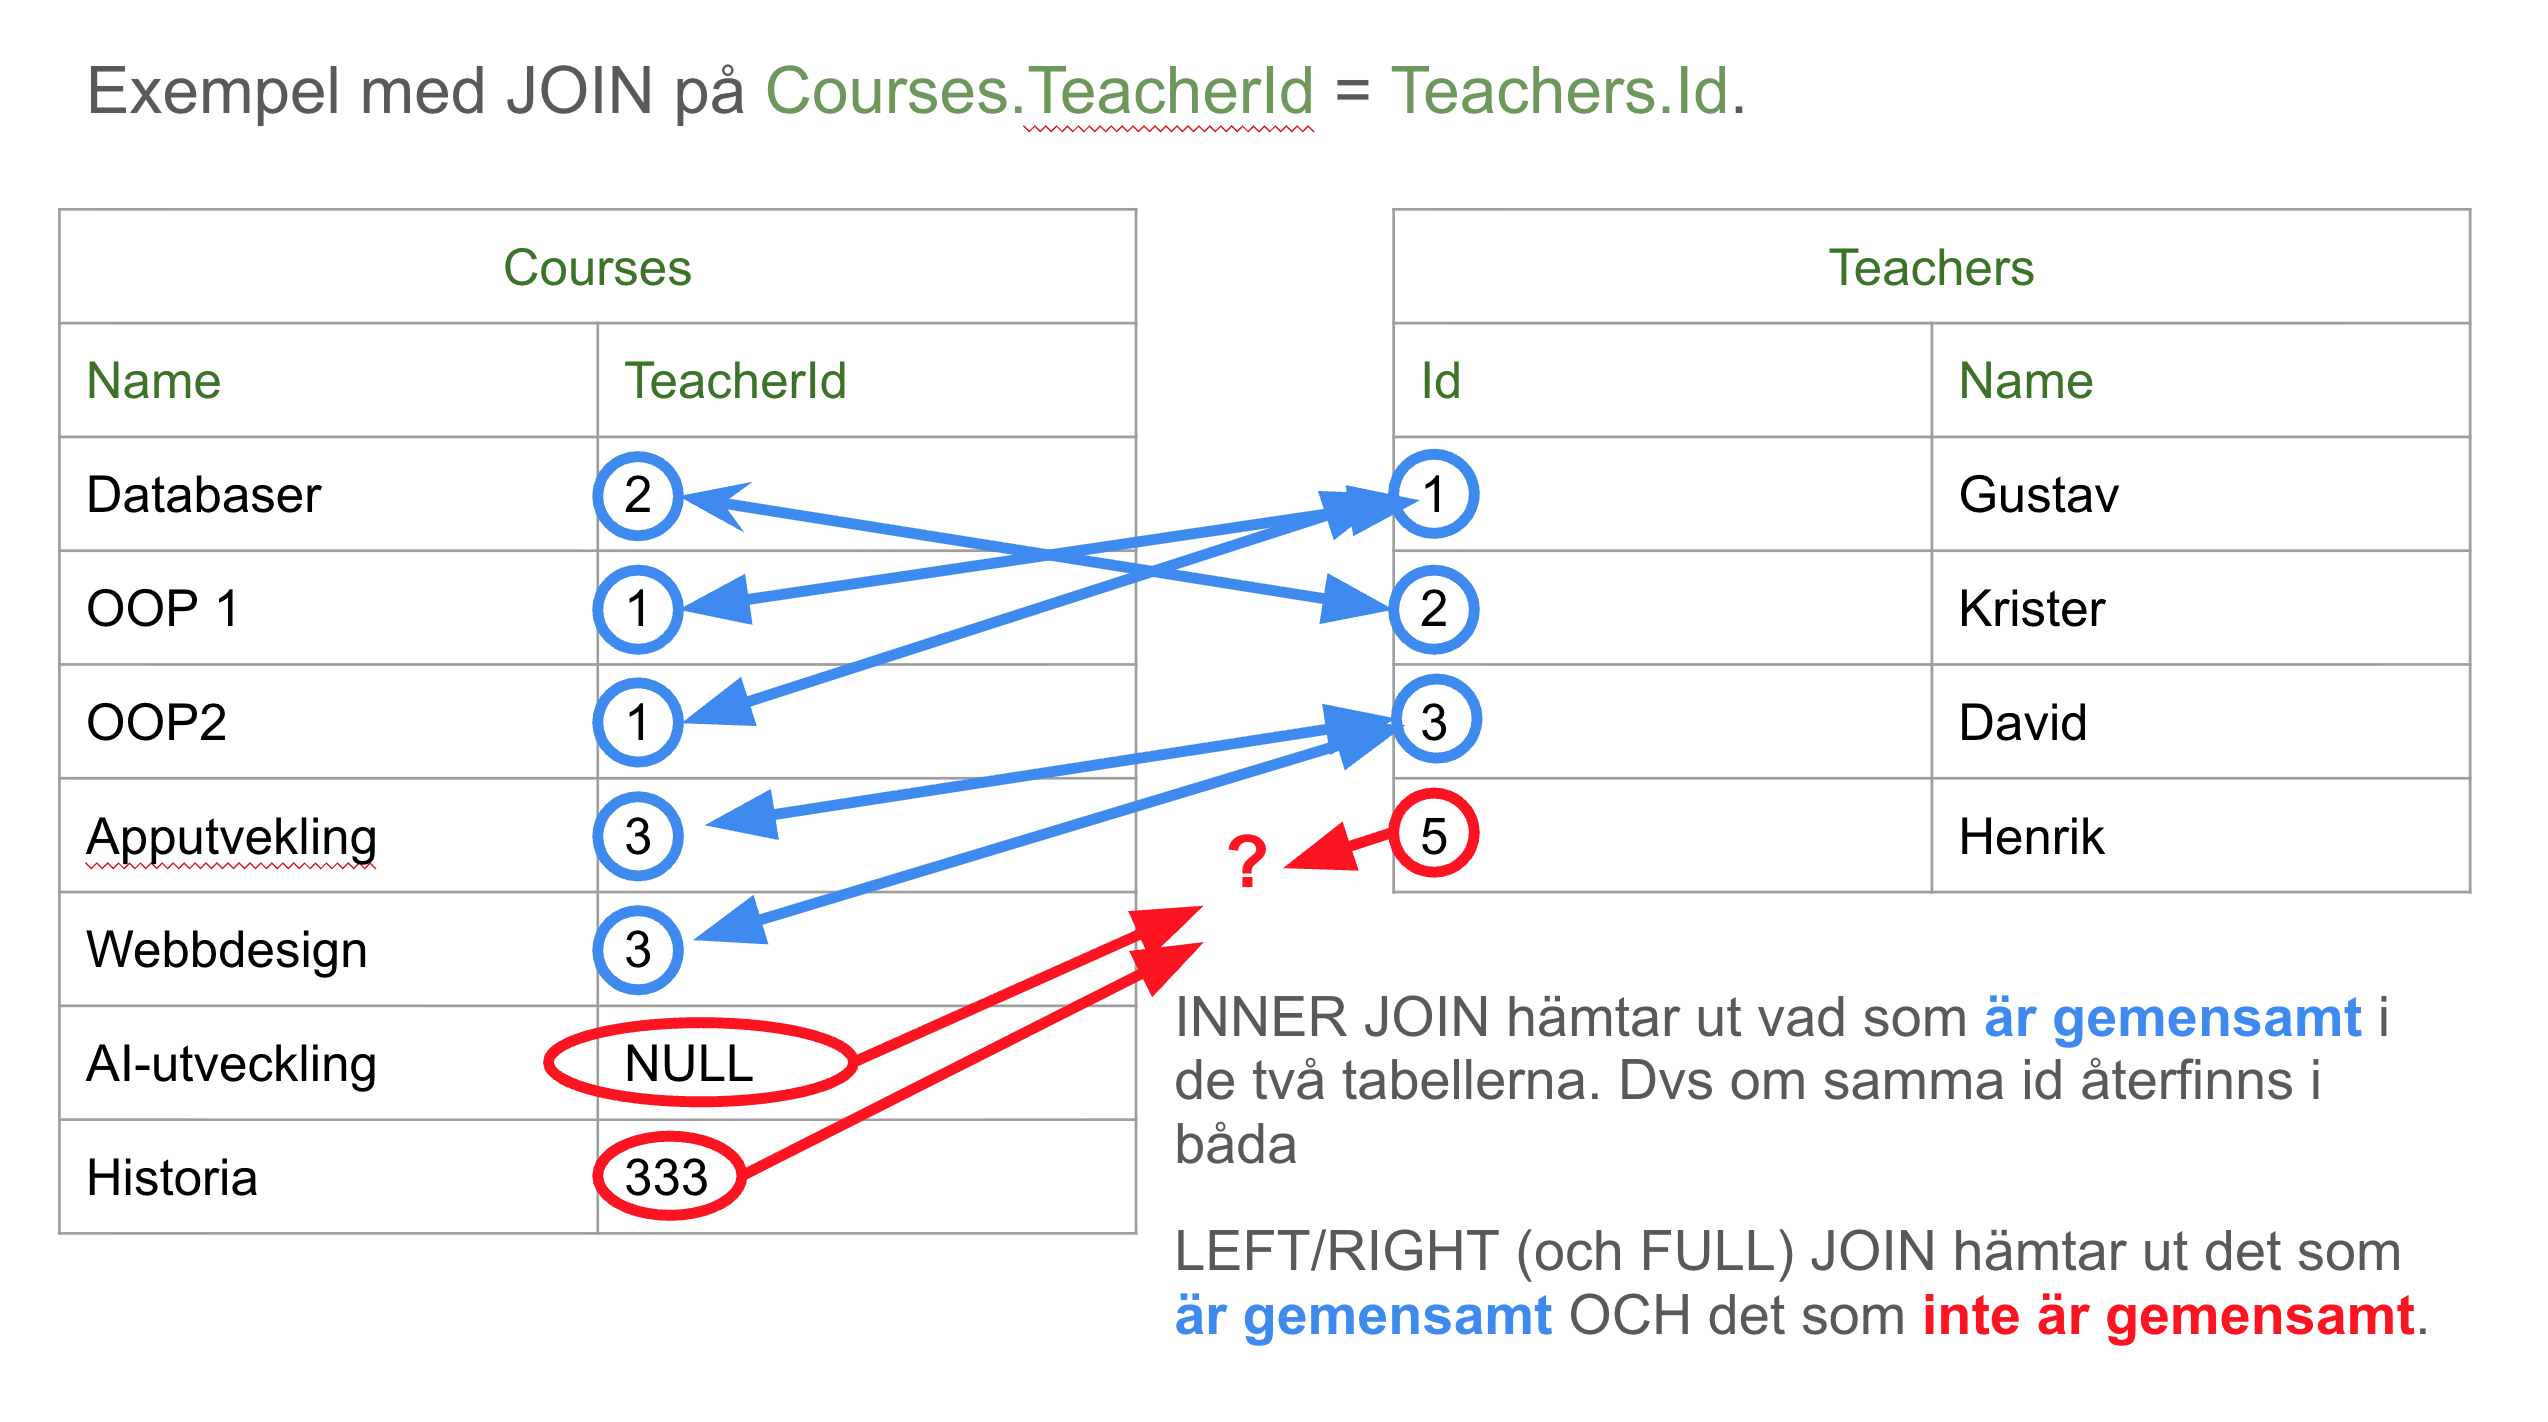 Exempel med JOIN på Courses.TeacherId = Teachers.Id.
Courses
Name TeacherId
Databaser 2
OOP 1 1
OOP2 1
Apputvekling 3
Webbdesign 3
AI-utveckling NULL
Historia 333
Teachers
Id Name
1 Gustav
2 Krister
3 David
5 Henrik
?
INNER JOIN hämtar ut vad som är gemensamt i
de två tabellerna. Dvs om samma id återfinns i
båda
LEFT/RIGHT (och FULL) JOIN hämtar ut det som
är gemensamt OCH det som inte är gemensamt.